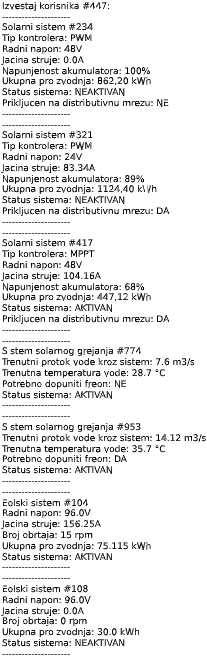 Izvestaj korisnika #447:
--------------------
Solarni sistem #234
Tip kontrolera: PWM
Radni napon: 48V
Jacina struje: 0.0A
Napunjenost akumulatora: 100%
Ukupna pro zvodnja: 862,20 kWh
Status sistema: NEAKTIVAN
Prikljucen na distributivnu mrezu: NE
--------------------
--------------------
Solarni sistem #321
Tip kontrolera: PWM
Radni napon: 24V
Jacina struje: 83.34A
Napunjenost akumulatora: 89%
Ukupna pro zvodnja: 1124,40 kWh
Status sistema: NEAKTIVAN
Prikljucen na distributivnu mrezu: DA
--------------------
--------------------
Solarni sistem #417
Tip kontrolera: MPPT
Radni napon: 48V
Jacina struje: 104.16A
Napunjenost akumulatora: 68%
Ukupna pro zvodnja: 447,12 kWh
Status sistema: AKTIVAN
Prikljucen na distributivnu mrezu: DA
--------------------
--------------------
S stem solarnog grejanja #774
Trenutni protok vode kroz sistem: 7.6 m3/s
Trenutna temperatura vode: 28.7 °C
Potrebno dopuniti freon: NE
Status sistema: AKTIVAN
--------------------
--------------------
S stem solarnog grejanja #953
Trenutni protok vode kroz sistem: 14.12 m3/s
Trenutna temperatura vode: 35.7 °C
Potrebno dopuniti freon: DA
Status sistema: AKTIVAN
--------------------
--------------------
Eolski sistem #104
Radni napon: 96.0V
Jacina struje: 156.25A
Broj obrtaja: 15 rpm
Ukupna pro zvodnja: 75.115 kWh
Status sistema: AKTIVAN
--------------------
--------------------
Eolski sistem #108
Radni napon: 96.0V
Jacina struje: 0.0A
Broj obrtaja: 0 rpm
Ukupna pro zvodnja: 30.0 kWh
Status sistema: NEAKTIVAN
--------------------